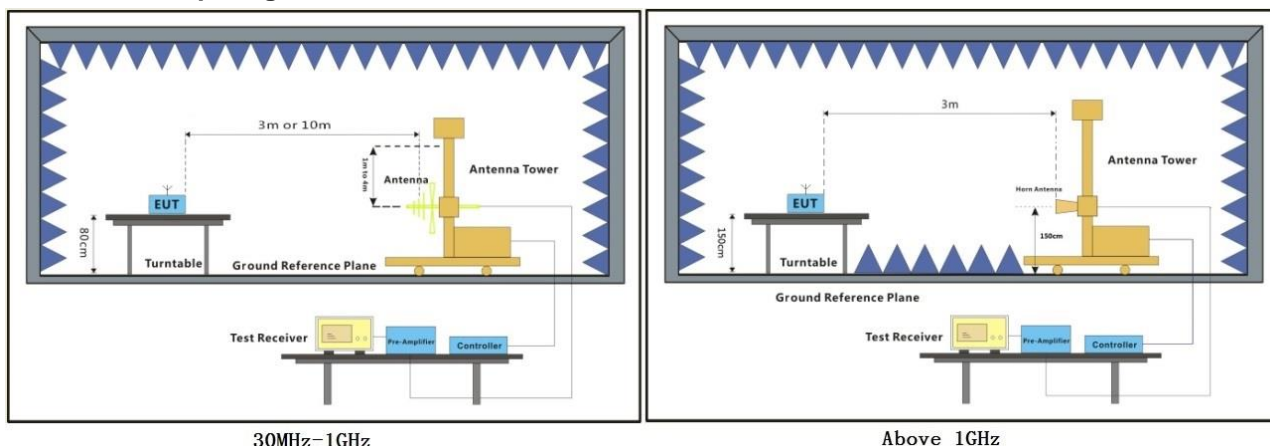 3m or 10m
1m to 4m
Antenna
Antenna Tower
EUT
80cm
Turntable
Ground Reference Plane
Test Receiver
Pre-Amplifier
Controller
30MHz-1GHz
3m
Antenna Tower
Horn Antenna
EUT
150cm
150cm
Turntable
Ground Reference Plane
Test Receiver
Pre-Amplifier
Controller
Above 1GHz